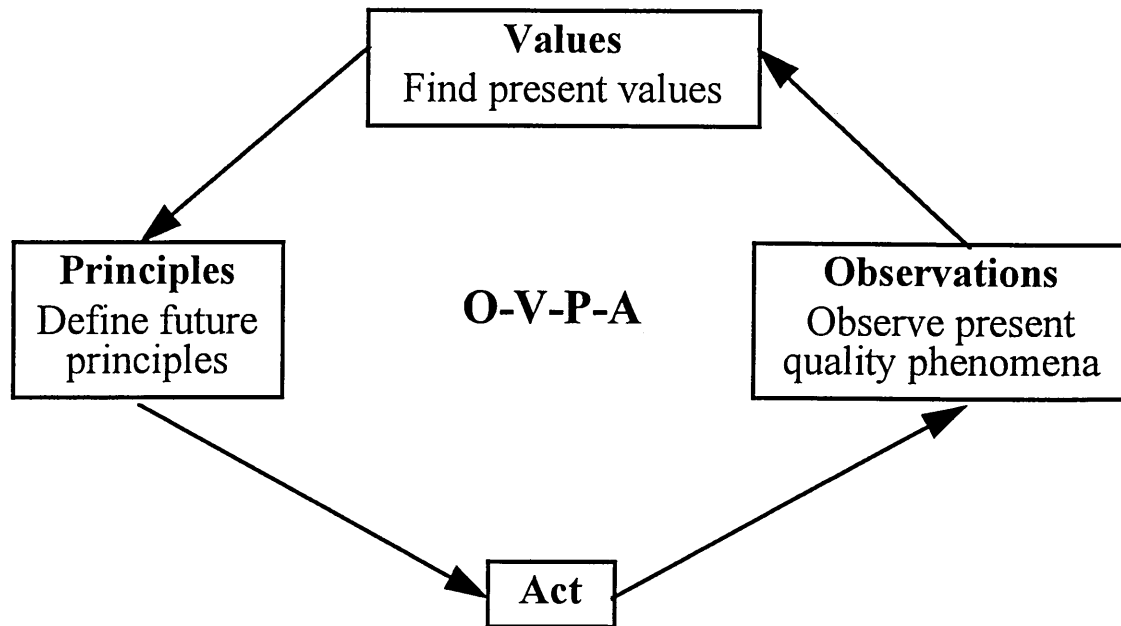 Values
Find present values
Principles
Define future
principles
O-V-P-A
Observations
Observe present
quality phenomena
Act